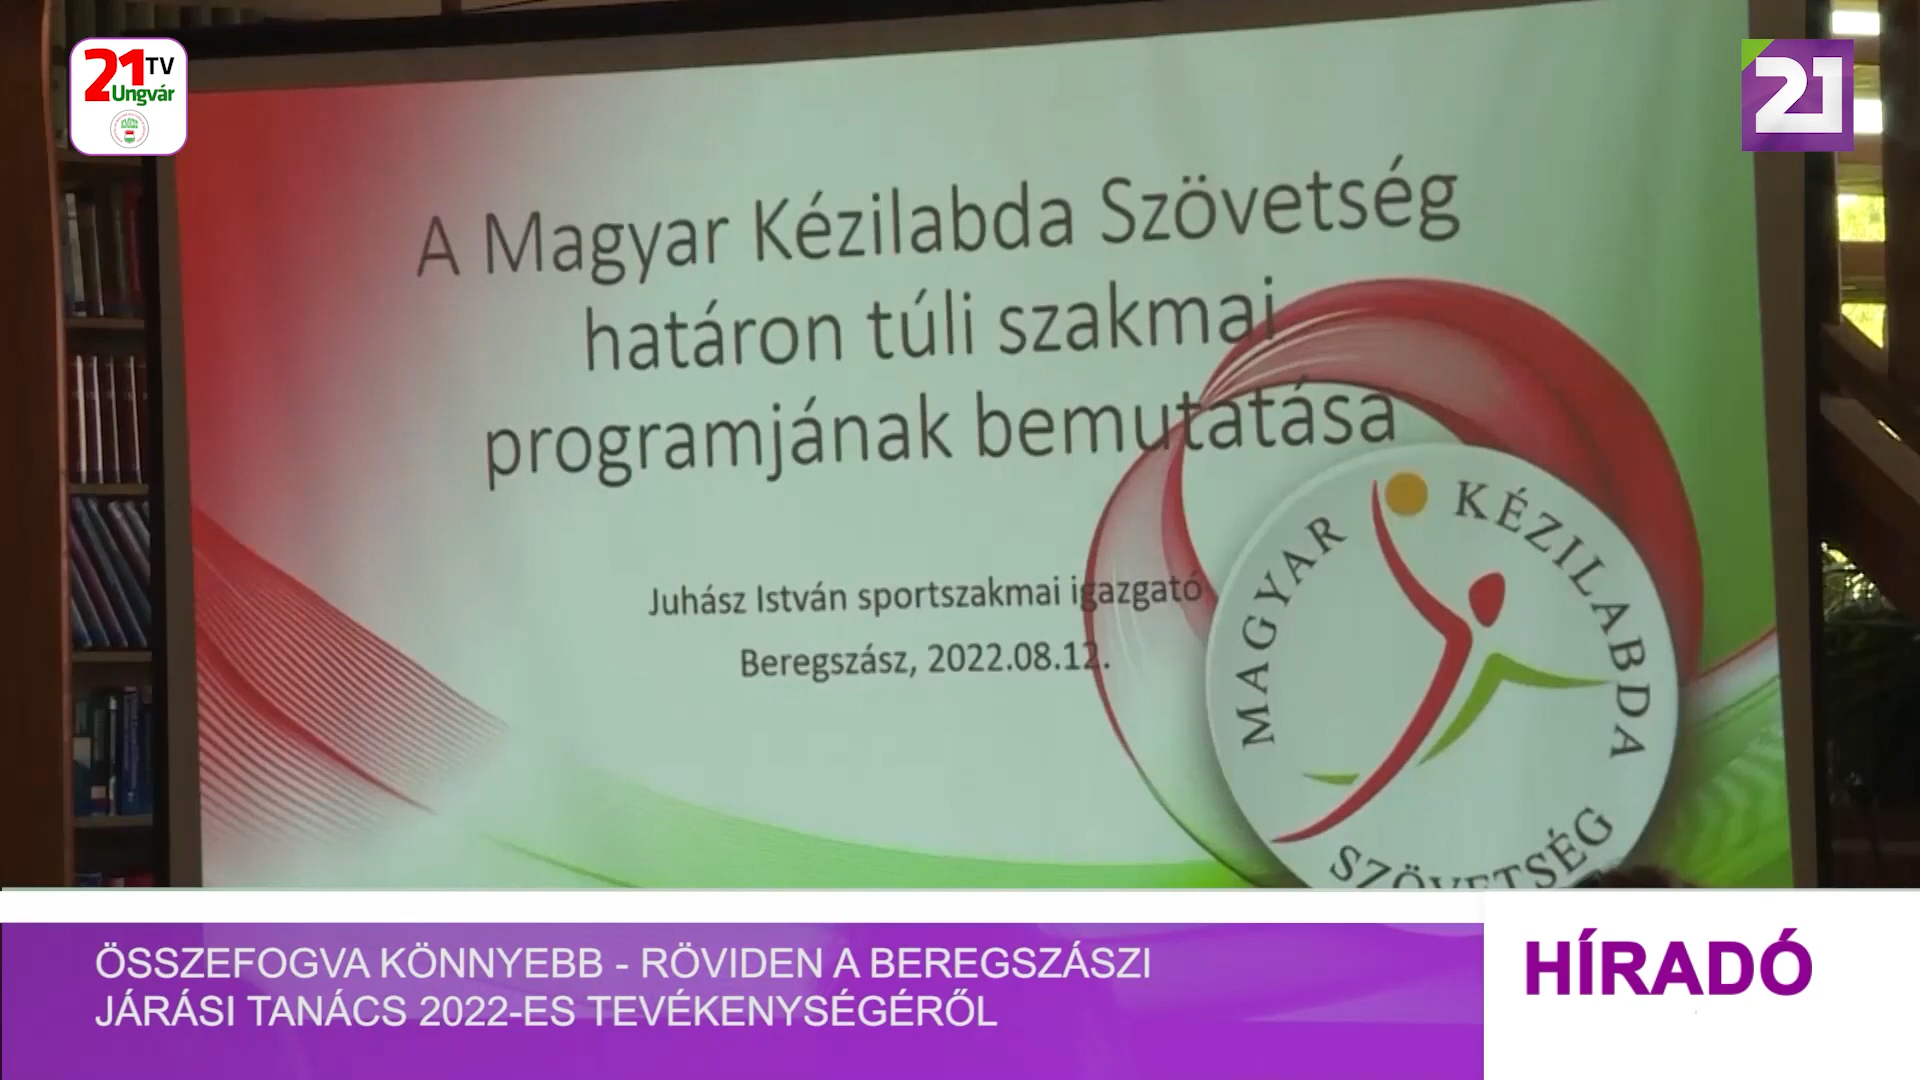 21 TV
Ungvár
21
A Magyar Kézilabda Szövetség
határon túli szakmai
programjának bemutatása
Juhász István sportszakmai igazgató
Beregszász, 2022.08.12.
MAGYAR KÉZILABDA
SZÖVETSÉG
ÖSSZEFOGVA KÖNNYEBB - RÖVIDEN A BEREGSZÁSZI
JÁRÁSI TANÁCS 2022-ES TEVÉKENYSÉGÉRŐL
HÍRADÓ